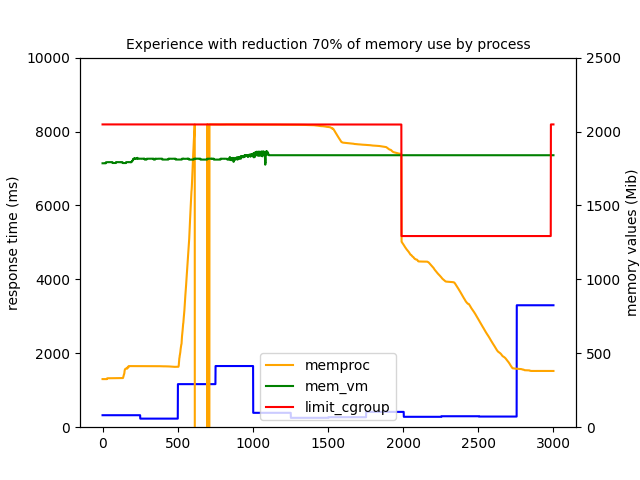 Experience with reduction 70% of memory use by process
10000
8000
6000
4000
2000
0
response time (ms)
2500
2000
1500
1000
500
0
memory values (Mib)
memproc
mem_vm
limit_cgroup
0 500 1000 1500 2000 2500 3000